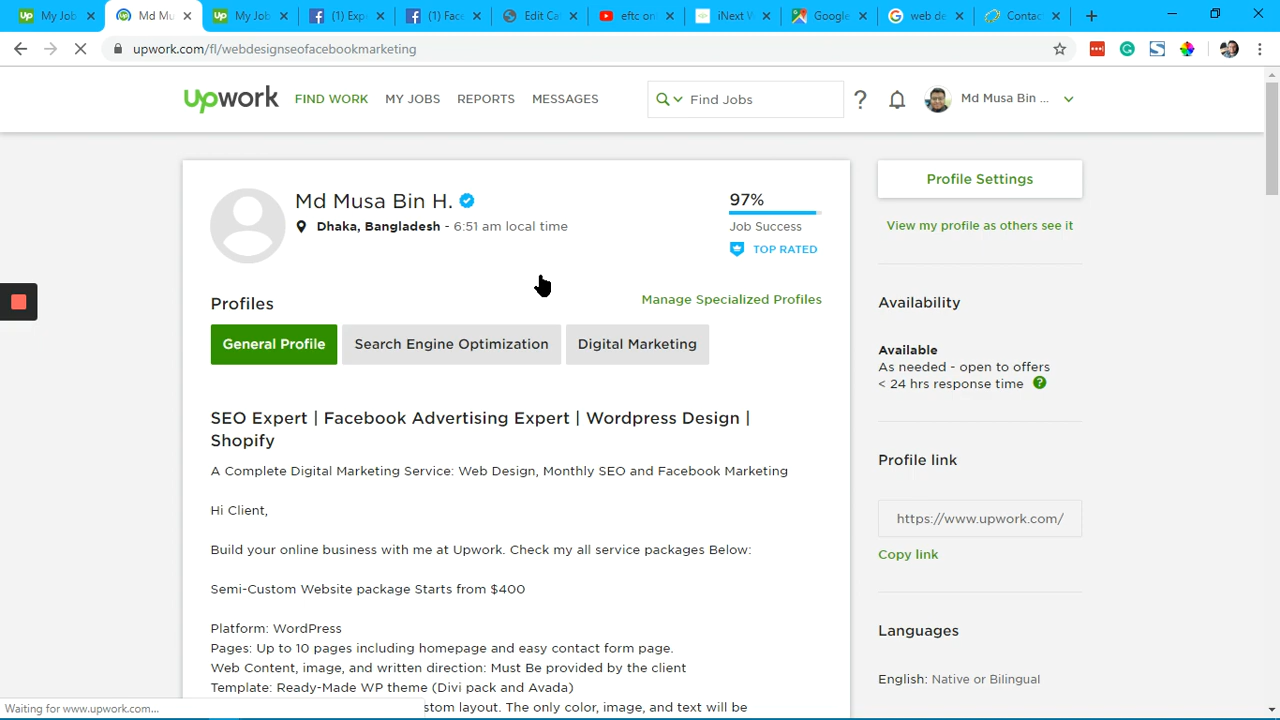 My Job
Md Mu
My Job
(1) Exp
(1) Face
Edit Ca
eftc on
iNext W
Google
web de
Contac
upwork.com/fl/webdesignseofacebookmarketing
Upwork
FIND WORK
MY JOBS
REPORTS
MESSAGES
Find Jobs
?
Md Musa Bin ...
Md Musa Bin H.
Dhaka, Bangladesh - 6:51 am local time
97%
Job Success
TOP RATED
Profile Settings
View my profile as others see it
Profiles
Manage Specialized Profiles
General Profile
Search Engine Optimization
Digital Marketing
Availability
Available
As needed - open to offers
< 24 hrs response time ?
SEO Expert | Facebook Advertising Expert | Wordpress Design |
Shopify
A Complete Digital Marketing Service: Web Design, Monthly SEO and Facebook Marketing
Hi Client,
Build your online business with me at Upwork. Check my all service packages Below:
Semi-Custom Website package Starts from $400
Platform: WordPress
Pages: Up to 10 pages including homepage and easy contact form page.
Web Content, image, and written direction: Must Be provided by the client
Template: Ready-Made WP theme (Divi pack and Avada)
stom layout. The only color, image, and text will be
Profile link
https://www.upwork.com/
Copy link
Languages
English: Native or Bilingual
Waiting for www.upwork.com...